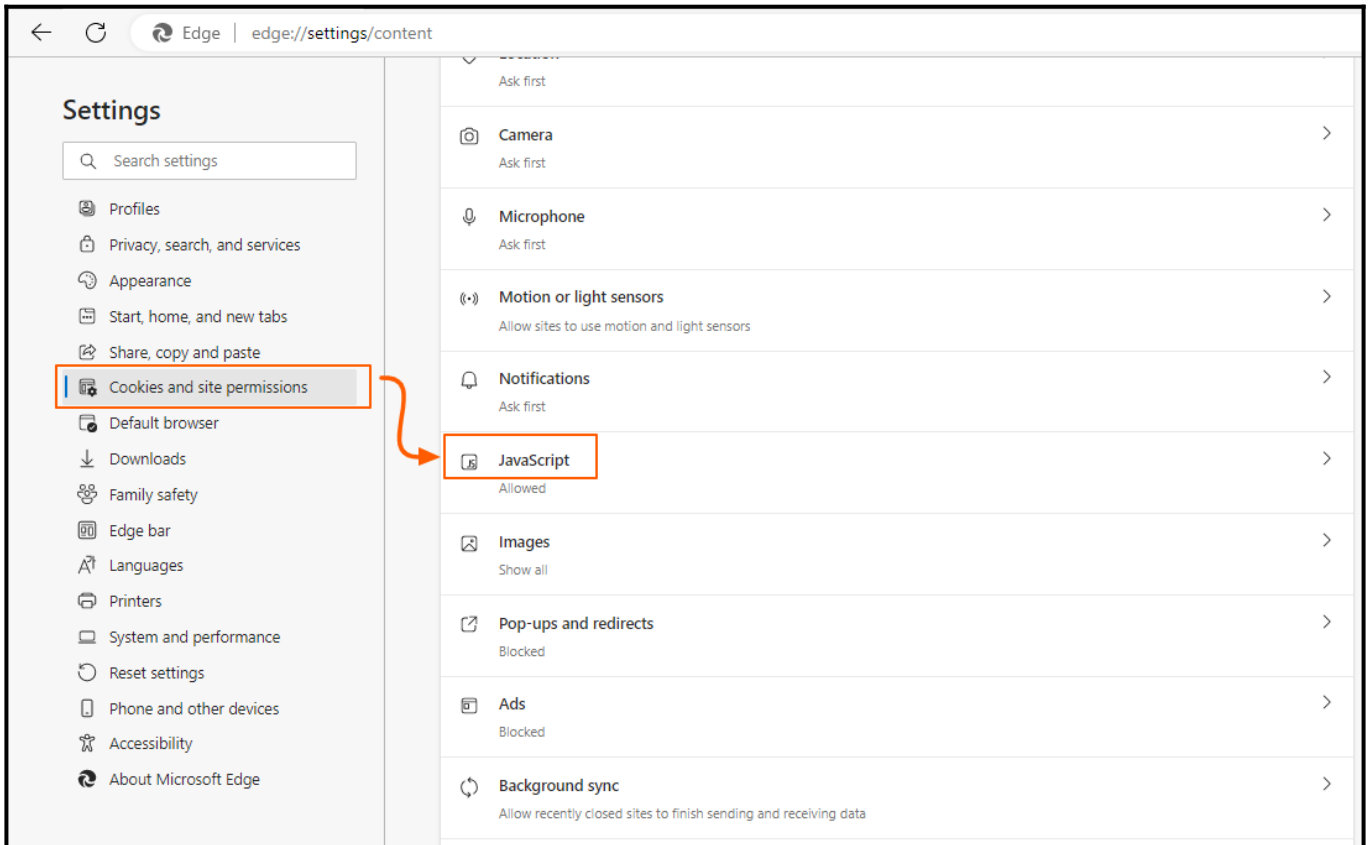 Edge | edge://settings/content
Settings
Search settings
Profiles
Privacy, search, and services
Appearance
Start, home, and new tabs
Share, copy and paste
Cookies and site permissions
Default browser
Downloads
Family safety
Edge bar
Languages
Printers
System and performance
Reset settings
Phone and other devices
Accessibility
About Microsoft Edge
Location
Ask first
Camera
Ask first
Microphone
Ask first
Motion or light sensors
Allow sites to use motion and light sensors
Notifications
Ask first
JavaScript
Allowed
Images
Show all
Pop-ups and redirects
Blocked
Ads
Blocked
Background sync
Allow recently closed sites to finish sending and receiving data